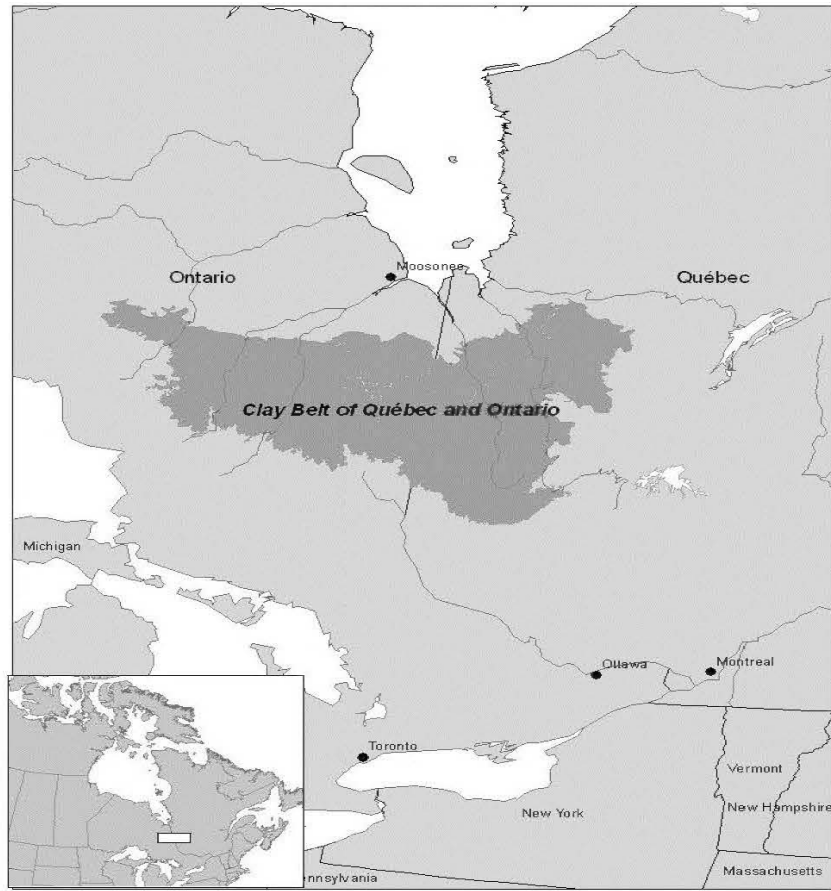 Moosonee
Ontario
Québec
Clay Belt of Québec and Ontario
Michigan
Ottawa
Montreal
Toronto
Vermont
New York
New Hampshire
Massachusetts
nnsylvania